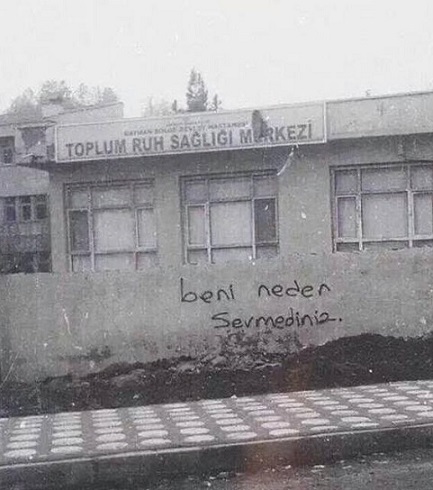 BATMAN BÖLGE DEVLET HASTANESİ
TOPLUM RUH SAĞLIĞI MERKEZİ
beni neden
Sevmediniz.